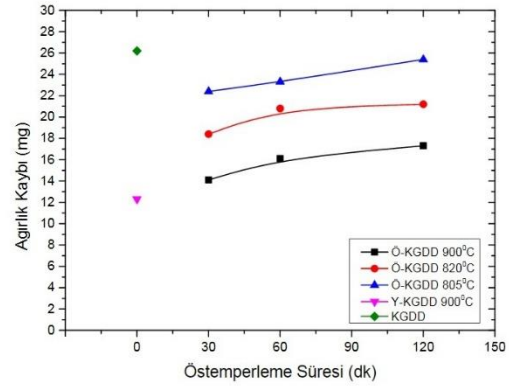 30
28
26
24
22
20
18
16
14
12
10
8
6
4
2
0
Agırlık Kaybı (mg)
Ö-KGDD 900⁰C
Ö-KGDD 820⁰C
Ö-KGDD 805⁰C
Y-KGDD 900⁰C
KGDD
0 30 60 90 120 150
Östemperleme Süresi (dk)